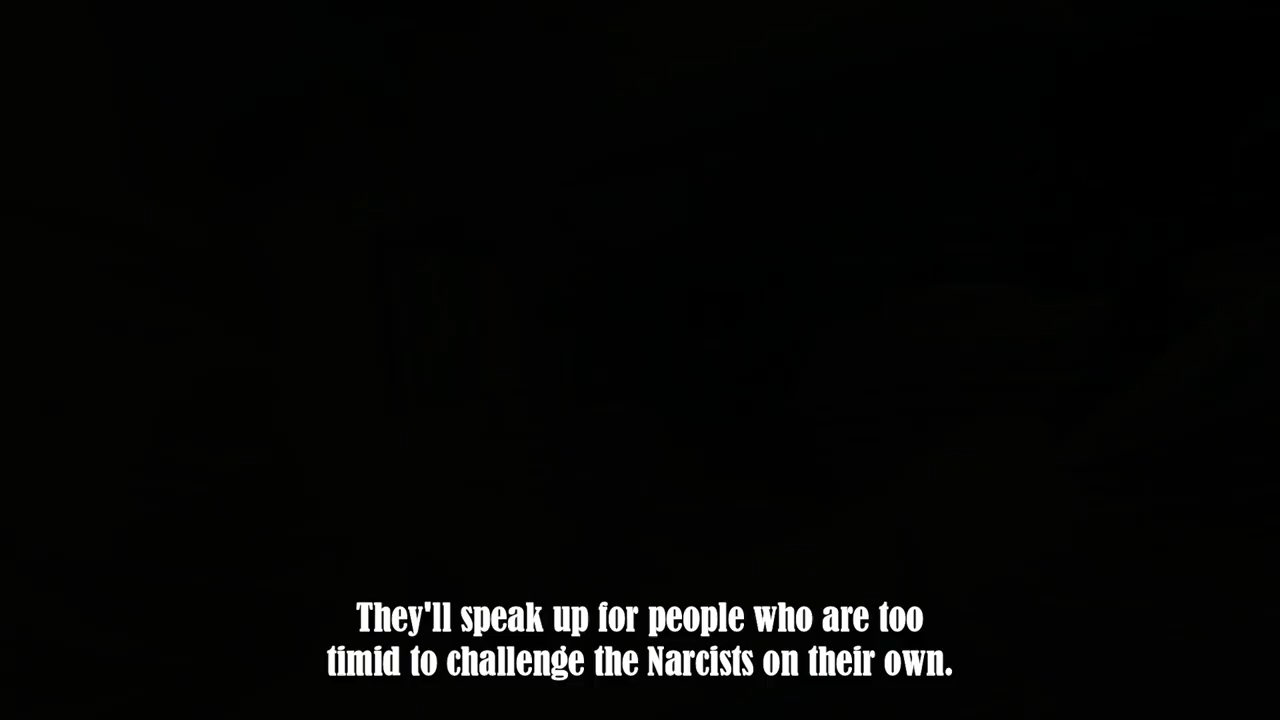 They'll speak up for people who are too
timid to challenge the Narcists on their own.